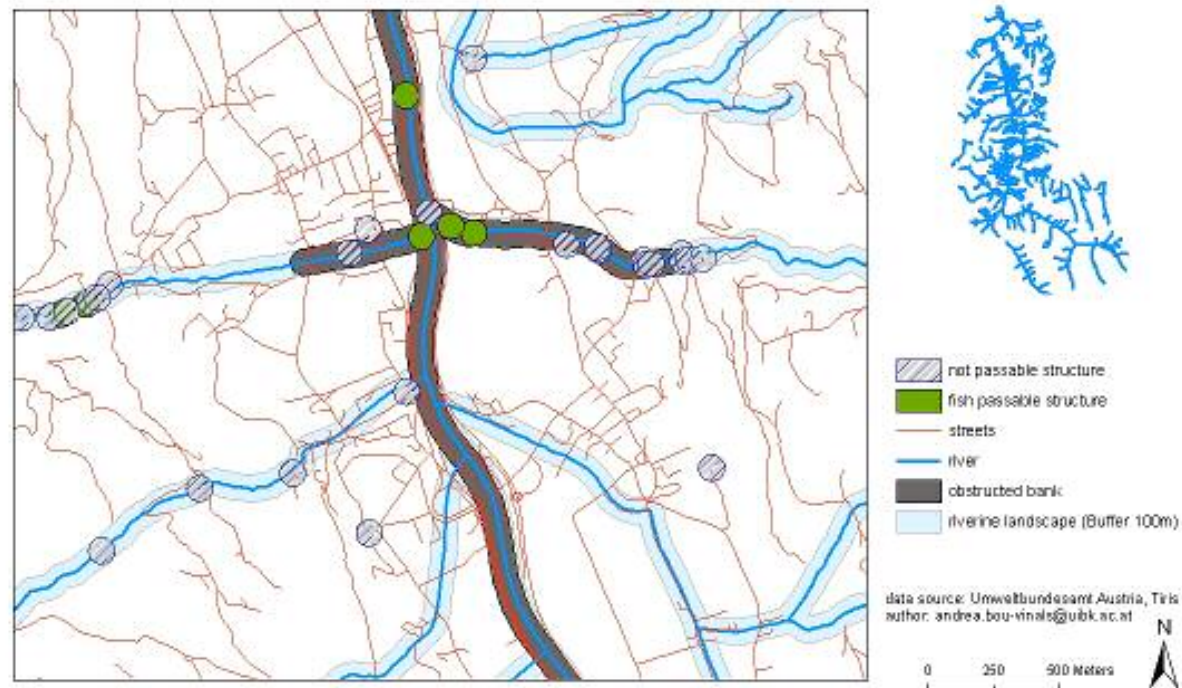 not passable structure
fish passable structure
streets
river
obstructed bank
riverine landscape (Buffer 100m)
data source: Umweltbundesamt Austria, Tiris
author: andrea.bou-vinals@uibk.ac.at
N
0 250 500 Meters